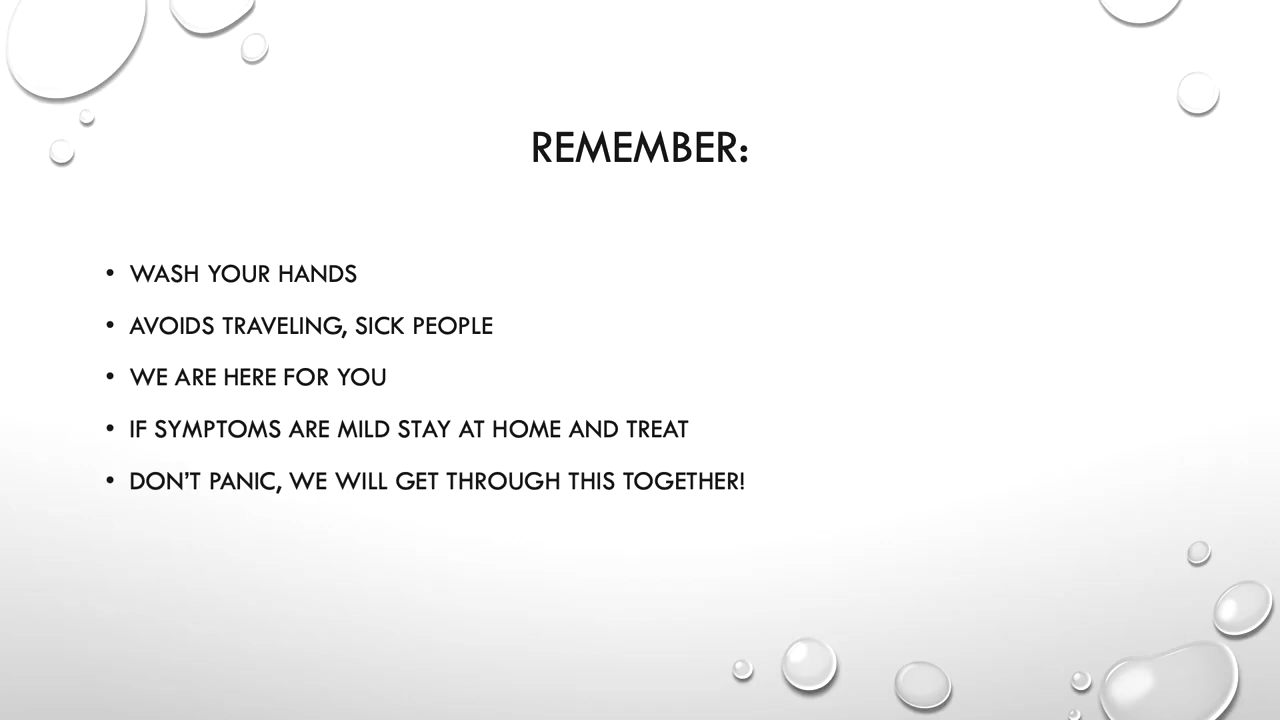 REMEMBER:
• WASH YOUR HANDS
• AVOIDS TRAVELING, SICK PEOPLE
• WE ARE HERE FOR YOU
• IF SYMPTOMS ARE MILD STAY AT HOME AND TREAT
• DON’T PANIC, WE WILL GET THROUGH THIS TOGETHER!